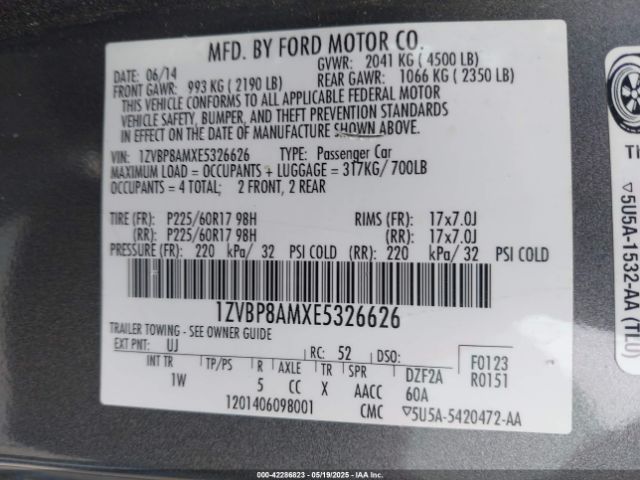 MFD. BY FORD MOTOR CO.
DATE: 06/14 GVWR: 2041 KG ( 4500 LB)
FRONT GAWR: 993 KG ( 2190 LB) REAR GAWR: 1066 KG ( 2350 LB)
THIS VEHICLE CONFORMS TO ALL APPLICABLE FEDERAL MOTOR
VEHICLE SAFETY, BUMPER, AND THEFT PREVENTION STANDARDS
IN EFFECT ON THE DATE OF MANUFACTURE SHOWN ABOVE.
VIN: 1ZVBP8AMXE5326626 TYPE: Passenger Car
MAXIMUM LOAD = OCCUPANTS + LUGGAGE = 317KG/ 700LB
OCCUPANTS = 4 TOTAL; 2 FRONT, 2 REAR
TIRE (FR): P225/60R17 98H RIMS (FR): 17x7.0J
(RR): P225/60R17 98H (RR): 17x7.0J
PRESSURE (FR): 220 kPa/ 32 PSI COLD (RR): 220 kPa/ 32 PSI COLD
1ZVBP8AMXE5326626
TRAILER TOWING - SEE OWNER GUIDE
EXT PNT: UJ RC: 52 DSO: F0123
INT TR TP/PS R AXLE TR SPR DZF2A R0151
1W 5 CC X AACC 60A
1201406098001 CMC ▽5U5A-5420472-AA
▽5U5A-1532-AA (TL0)
000-42286823 - 05/19/2025 - IAAI, Inc.